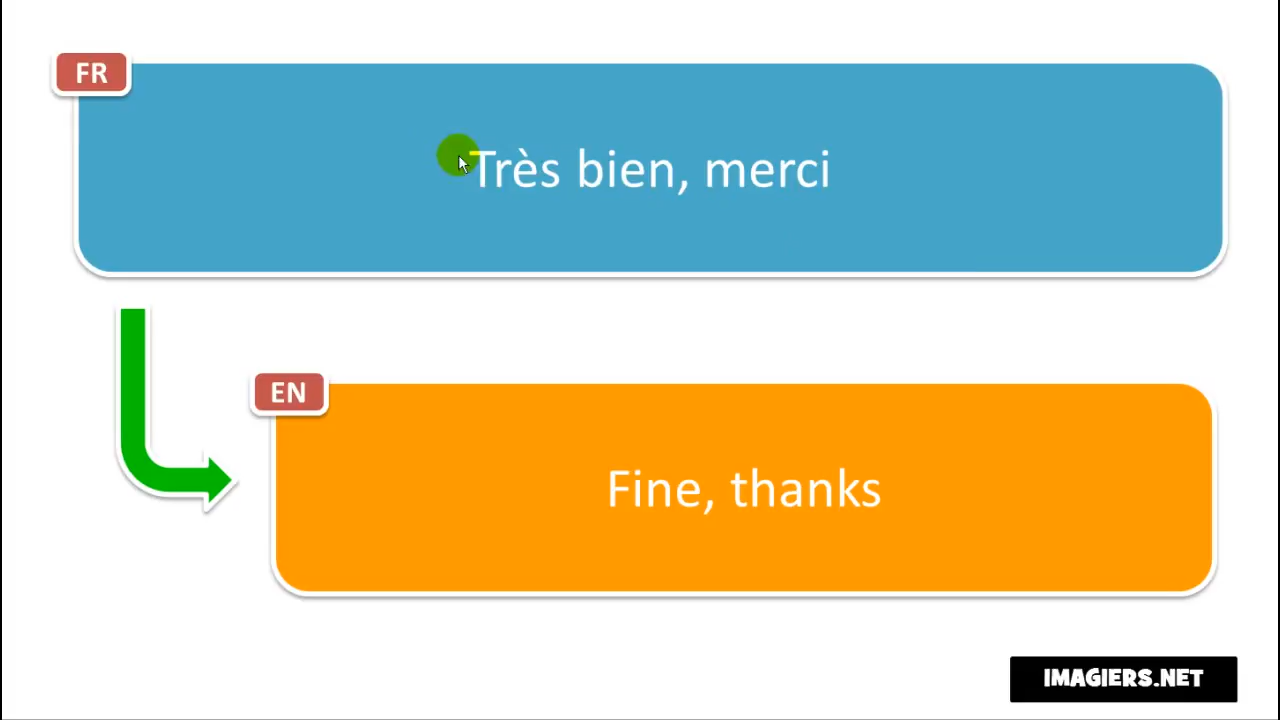 FR
Très bien, merci
EN
Fine, thanks
IMAGIERS.NET